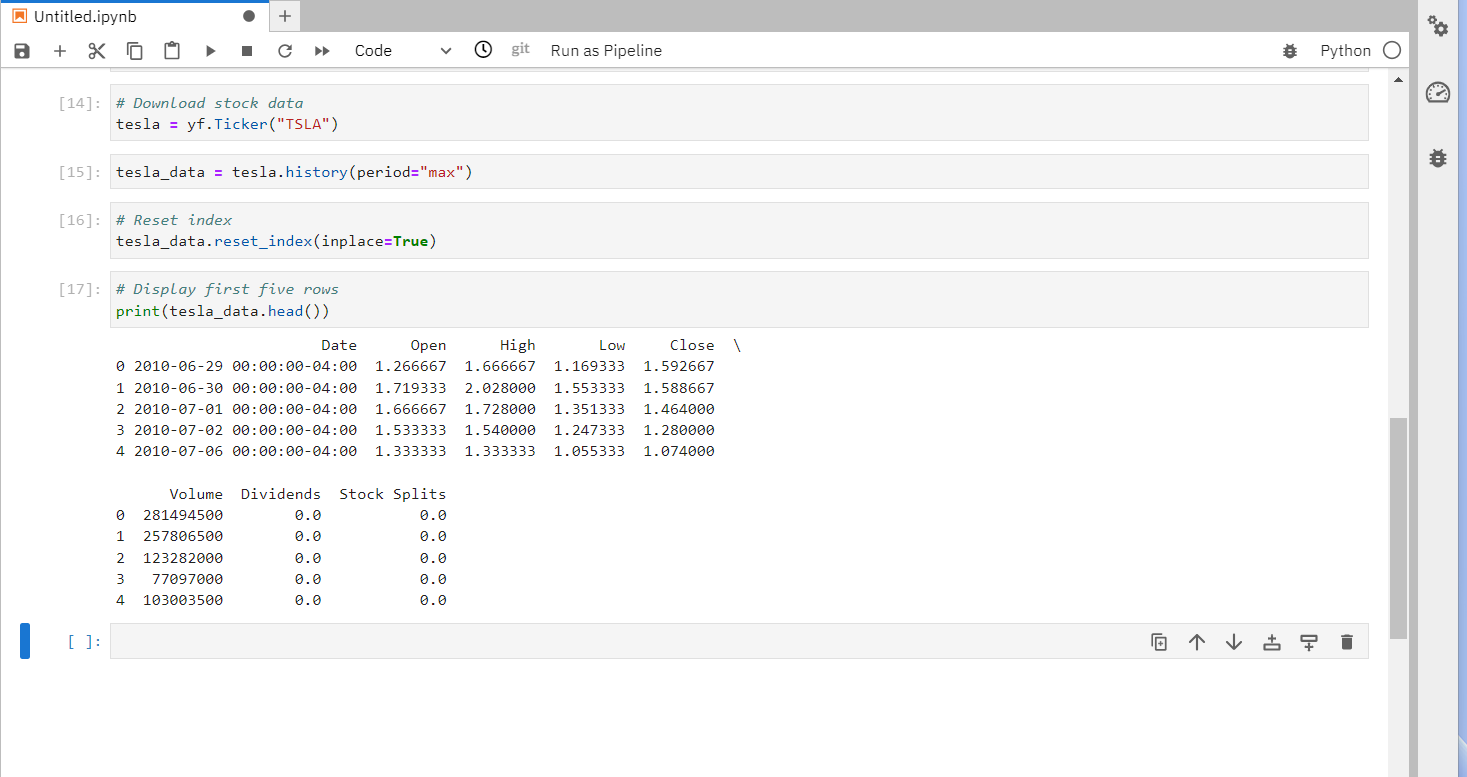 Untitled.ipynb
Code git Run as Pipeline Python
[14]: # Download stock data
tesla = yf.Ticker("TSLA")
[15]: tesla_data = tesla.history(period="max")
[16]: # Reset index
tesla_data.reset_index(inplace=True)
[17]: # Display first five rows
print(tesla_data.head())
Date Open High Low Close \
0 2010-06-29 00:00:00-04:00 1.266667 1.666667 1.169333 1.592667
1 2010-06-30 00:00:00-04:00 1.719333 2.028000 1.553333 1.588667
2 2010-07-01 00:00:00-04:00 1.666667 1.728000 1.351333 1.464000
3 2010-07-02 00:00:00-04:00 1.533333 1.540000 1.247333 1.280000
4 2010-07-06 00:00:00-04:00 1.333333 1.333333 1.055333 1.074000
Volume Dividends Stock Splits
0 281494500 0.0 0.0
1 257806500 0.0 0.0
2 123282000 0.0 0.0
3 77097000 0.0 0.0
4 103003500 0.0 0.0
[ ]: